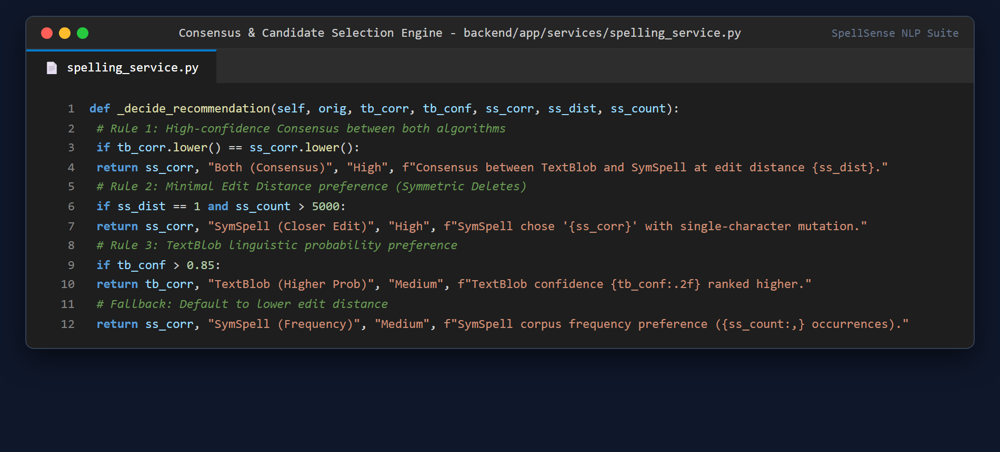 Consensus & Candidate Selection Engine - backend/app/services/spelling_service.py
SpellSense NLP Suite
spelling_service.py
1 def _decide_recommendation(self, orig, tb_corr, tb_conf, ss_corr, ss_dist, ss_count):
2 # Rule 1: High-confidence Consensus between both algorithms
3 if tb_corr.lower() == ss_corr.lower():
4 return ss_corr, "Both (Consensus)", "High", f"Consensus between TextBlob and SymSpell at edit distance {ss_dist}."
5 # Rule 2: Minimal Edit Distance preference (Symmetric Deletes)
6 if ss_dist == 1 and ss_count > 5000:
7 return ss_corr, "SymSpell (Closer Edit)", "High", f"SymSpell chose '{ss_corr}' with single-character mutation."
8 # Rule 3: TextBlob linguistic probability preference
9 if tb_conf > 0.85:
10 return tb_corr, "TextBlob (Higher Prob)", "Medium", f"TextBlob confidence {tb_conf:.2f} ranked higher."
11 # Fallback: Default to lower edit distance
12 return ss_corr, "SymSpell (Frequency)", "Medium", f"SymSpell corpus frequency preference ({ss_count:,} occurrences)."